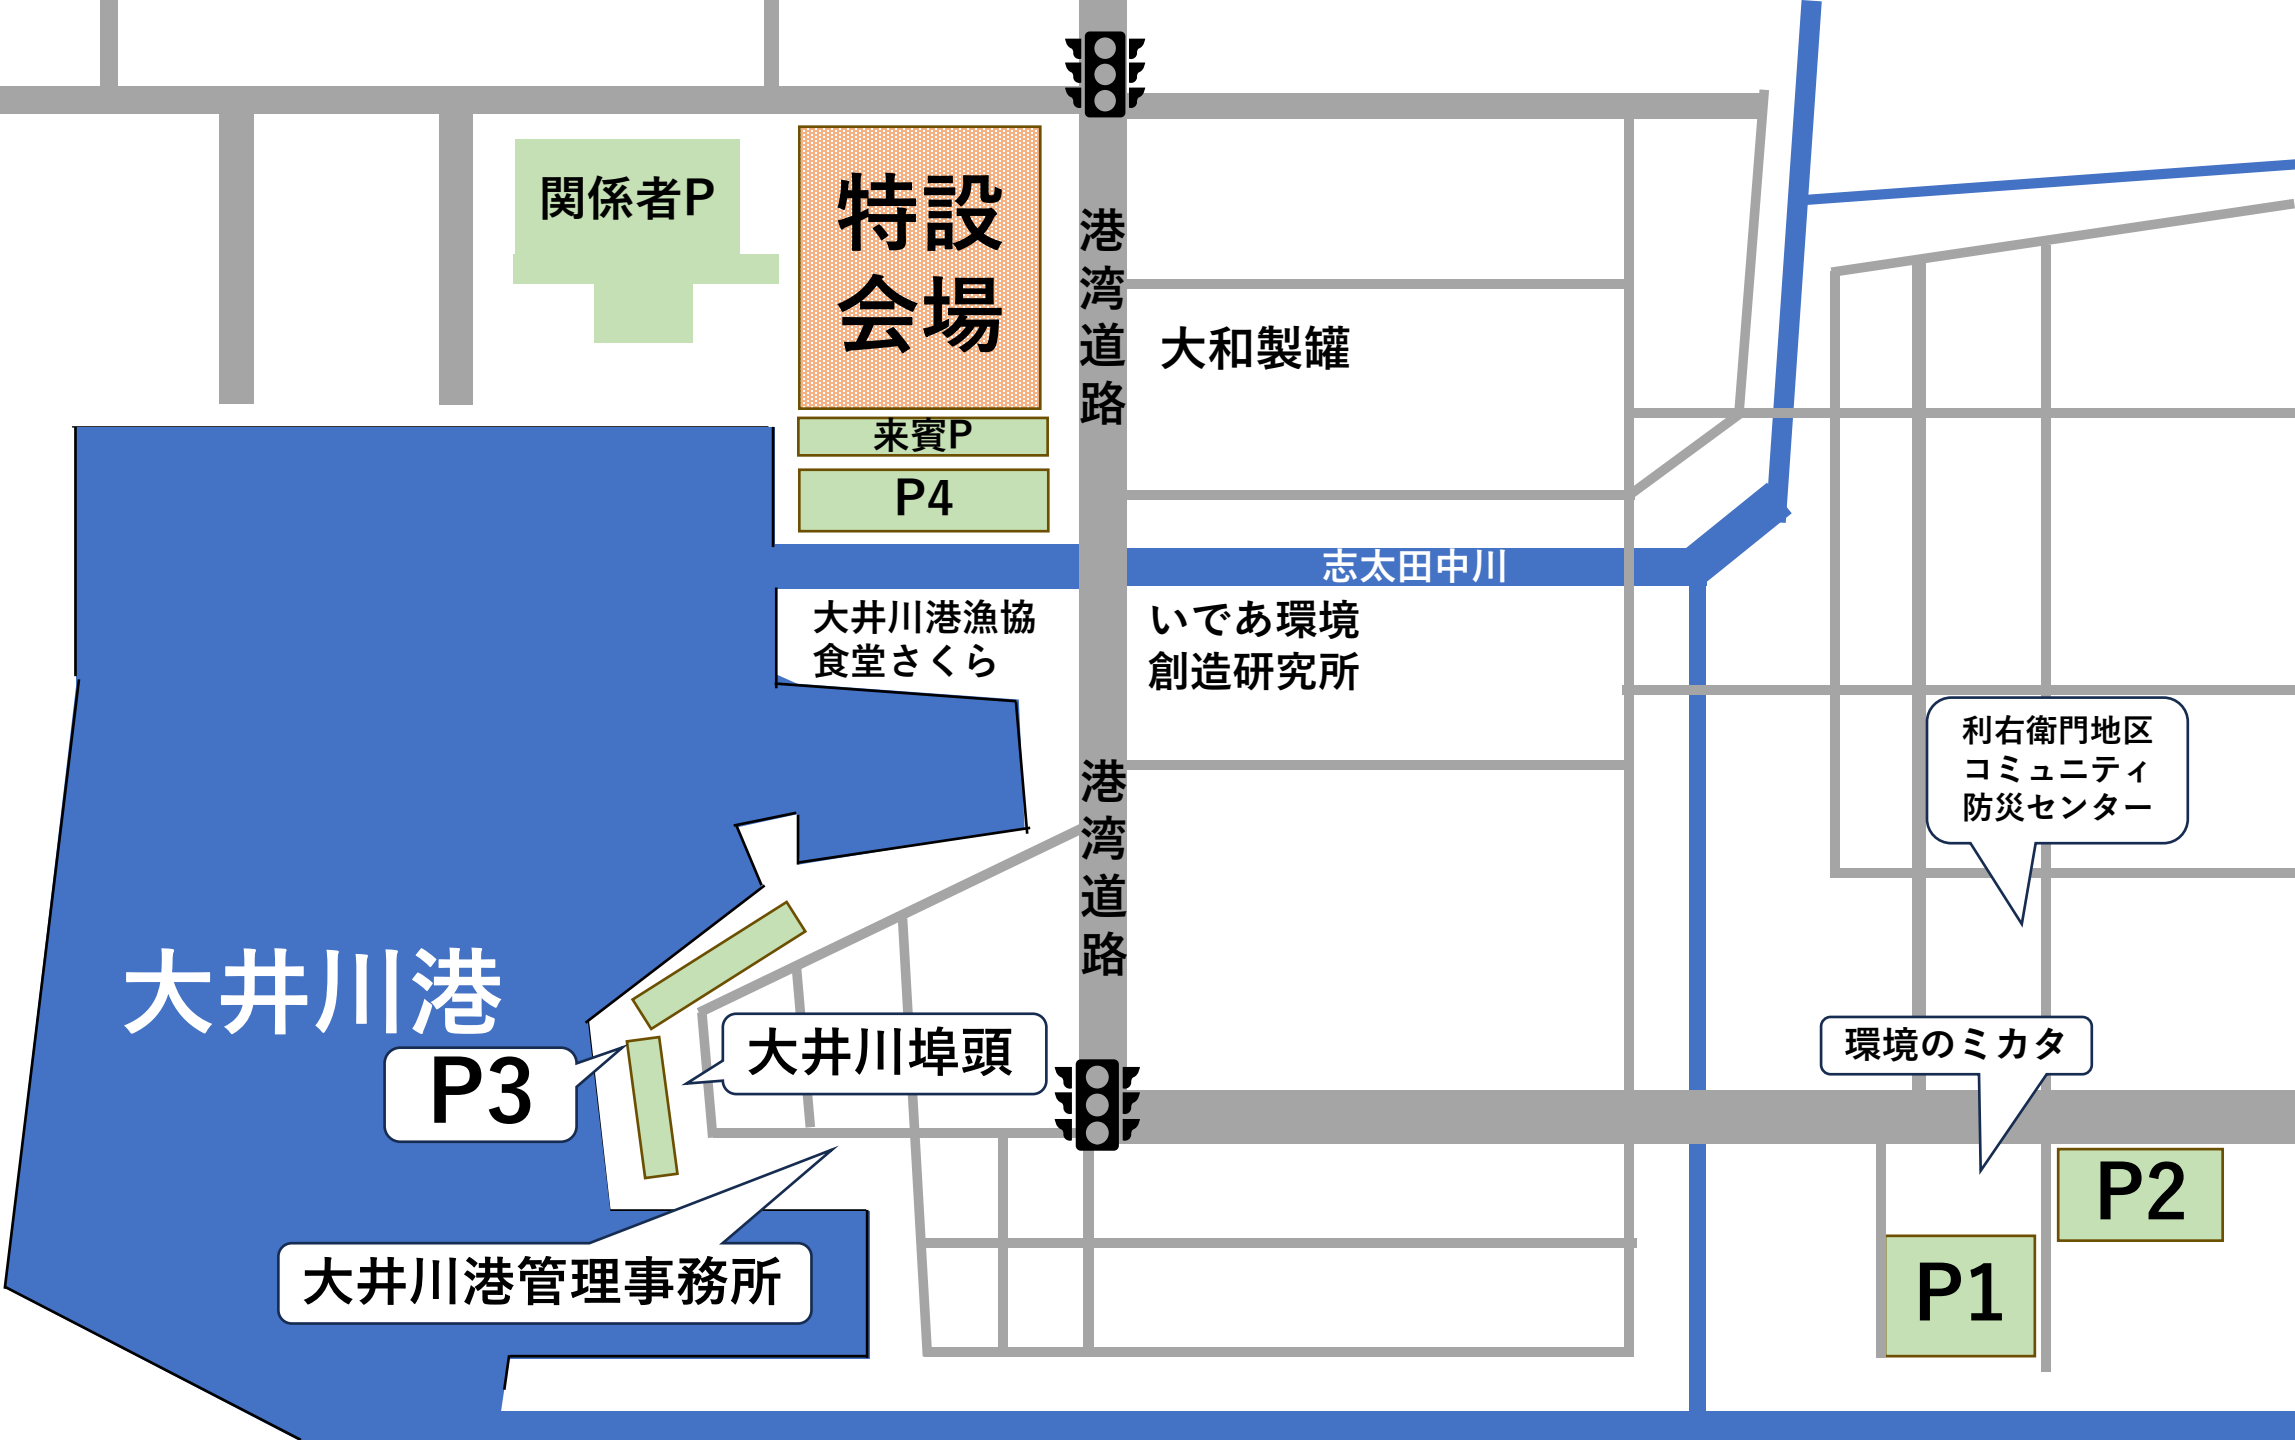 関係者P
特設
会場
港湾道路
大和製罐
来賓P
P4
志太田中川
大井川港漁協
食堂さくら
いであ環境
創造研究所
利右衛門地区
コミュニティ
防災センター
港湾道路
大井川港
P3
大井川埠頭
環境のミカタ
P2
大井川港管理事務所
P1